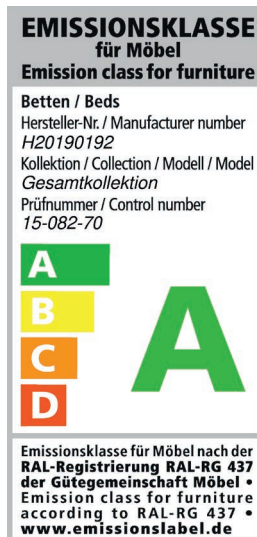 EMISSIONSKLASSE
für Möbel
Emission class for furniture
Betten / Beds
Hersteller-Nr. / Manufacturer number
H20190192
Kollektion / Collection / Modell / Model
Gesamtkollektion
Prüfnummer / Control number
15-082-70
A
B
C
D
A
Emissionsklasse für Möbel nach der
RAL-Registrierung RAL-RG 437
der Gütegemeinschaft Möbel •
Emission class for furniture
according to RAL-RG 437 •
www.emissionslabel.de